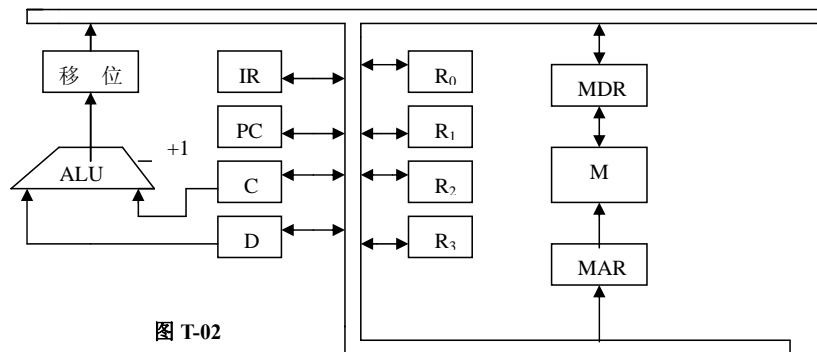 移 位
IR
R0
MDR
PC
R1
+1
ALU
C
R2
M
D
R3
MAR
图 T-02